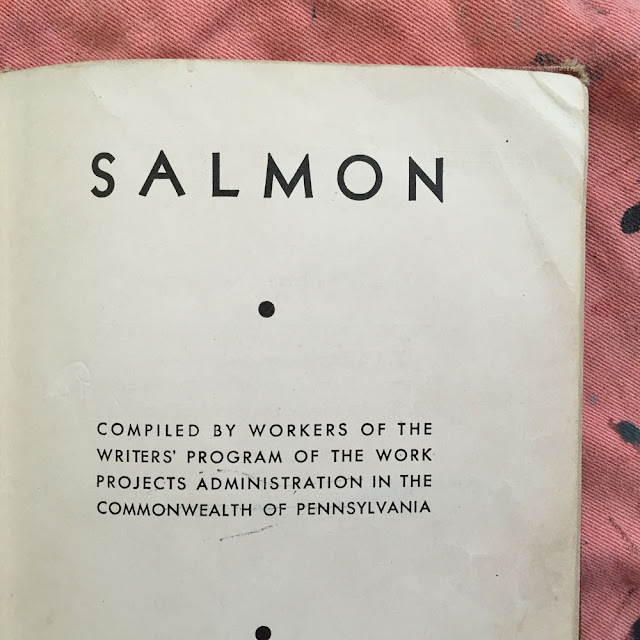 SALMON
COMPILED BY WORKERS OF THE
WRITERS' PROGRAM OF THE WORK
PROJECTS ADMINISTRATION IN THE
COMMONWEALTH OF PENNSYLVANIA